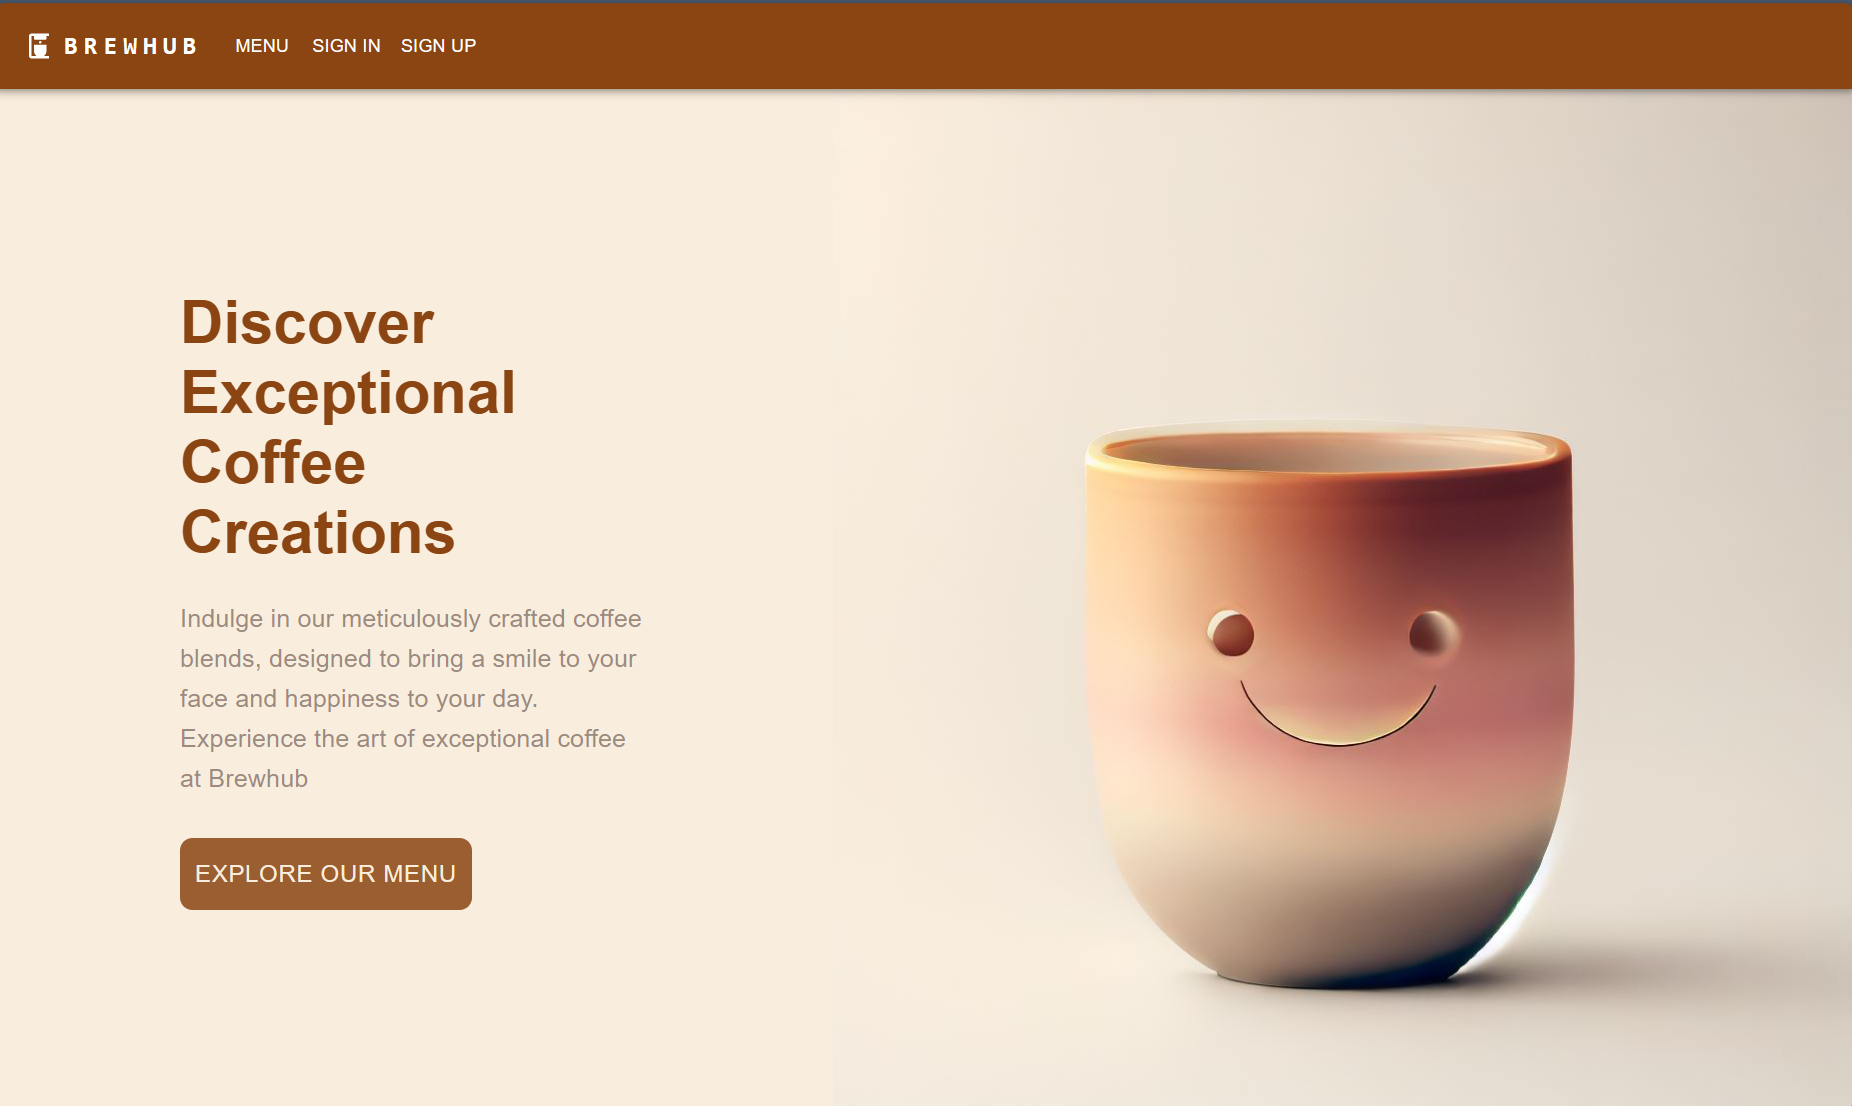 BREWHUB MENU SIGN IN SIGN UP
Discover
Exceptional
Coffee
Creations
Indulge in our meticulously crafted coffee
blends, designed to bring a smile to your
face and happiness to your day.
Experience the art of exceptional coffee
at Brewhub
EXPLORE OUR MENU